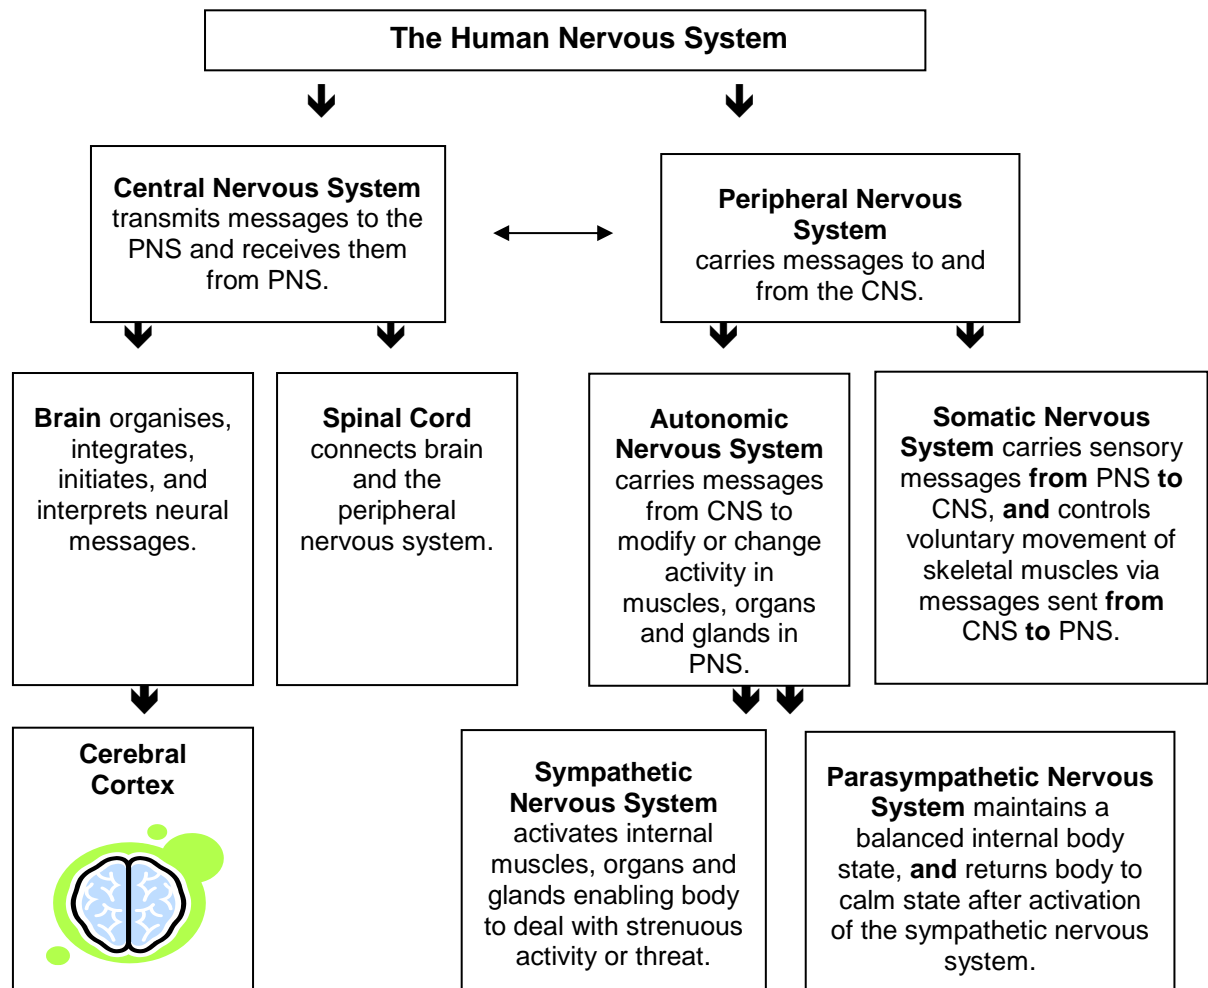 The Human Nervous System
Central Nervous System
transmits messages to the
PNS and receives them
from PNS.
Peripheral Nervous
System
carries messages to and
from the CNS.
Brain organises,
integrates,
initiates, and
interprets neural
messages.
Spinal Cord
connects brain
and the
peripheral
nervous system.
Autonomic
Nervous System
carries messages
from CNS to
modify or change
activity in
muscles, organs
and glands in
PNS.
Somatic Nervous
System carries sensory
messages from PNS to
CNS, and controls
voluntary movement of
skeletal muscles via
messages sent from
CNS to PNS.
Cerebral
Cortex
Sympathetic
Nervous System
activates internal
muscles, organs and
glands enabling body
to deal with strenuous
activity or threat.
Parasympathetic Nervous
System maintains a
balanced internal body
state, and returns body to
calm state after activation
of the sympathetic nervous
system.